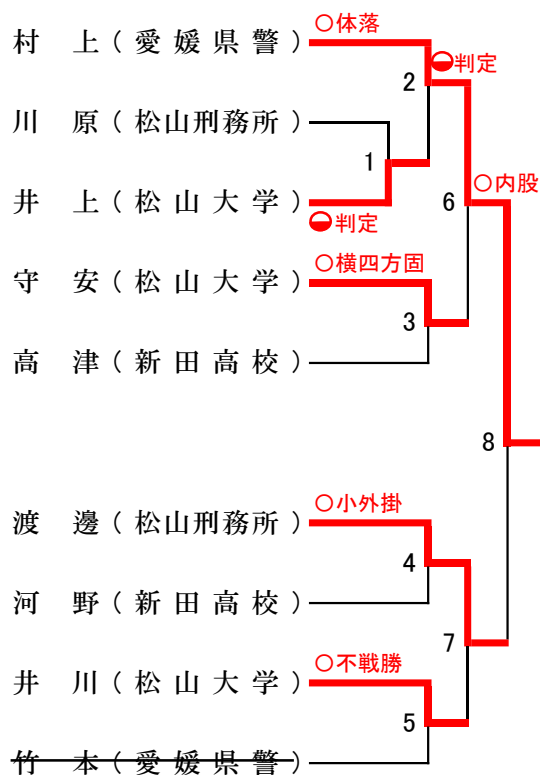 ○体落
村 上（愛媛県警）
◒判定
2
川 原（松山刑務所）
1
○内股
井 上（松山大学）
6
◒判定
○横四方固
守 安（松山大学）
3
高 津（新田高校）
8
○小外掛
渡 邊（松山刑務所）
4
河 野（新田高校）
7
○不戦勝
井 川（松山大学）
5
竹 本（愛媛県警）